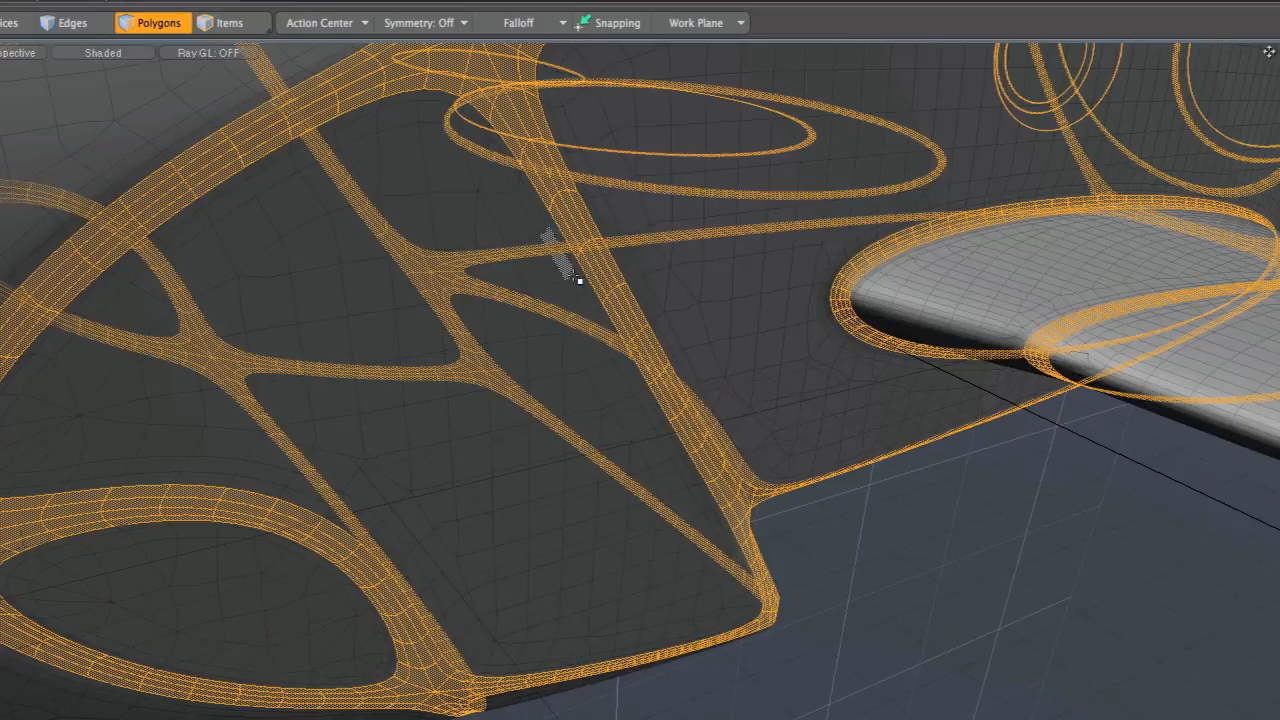 ices Edges Polygons Items Action Center Symmetry: Off Falloff Snapping Work Plane
spective Shaded Ray GL: OFF